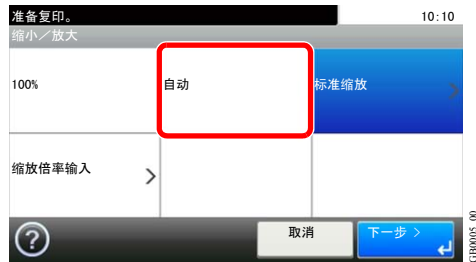 准备复印。 10:10
缩小／放大
100% 自动 标准缩放
缩放倍率输入
取消 下一步 >
GB0005_00